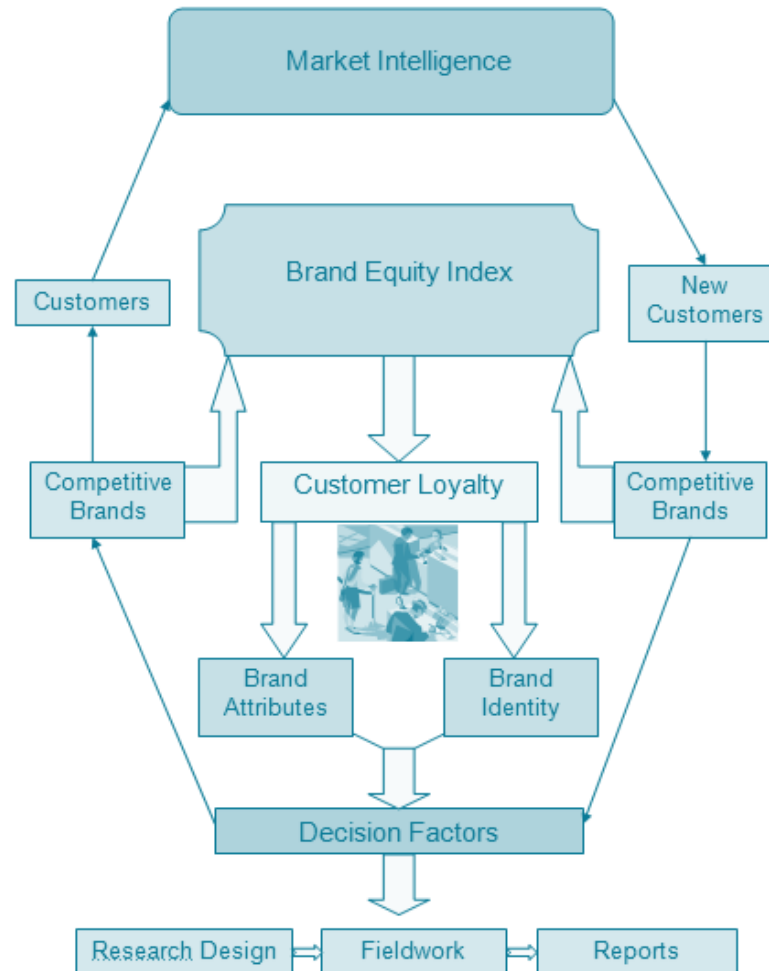 Market Intelligence
Brand Equity Index
Customers
New
Customers
Competitive
Brands
Customer Loyalty
Competitive
Brands
Brand
Attributes
Brand
Identity
Decision Factors
Research Design
Fieldwork
Reports